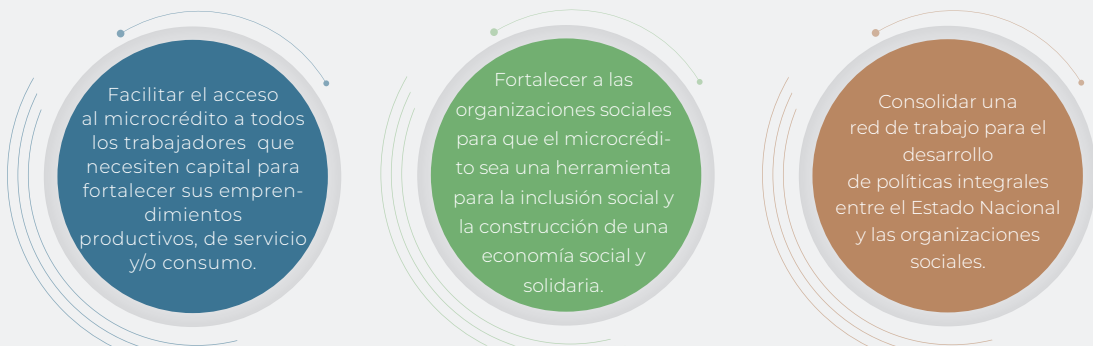 Facilitar el acceso
al microcrédito a todos
los trabajadores que
necesiten capital para
fortalecer sus empren-
dimientos
productivos, de servicio
y/o consumo.
Fortalecer a las
organizaciones sociales
para que el microcrédi-
to sea una herramienta
para la inclusión social y
la construcción de una
economía social y
solidaria.
Consolidar una
red de trabajo para el
desarrollo
de políticas integrales
entre el Estado Nacional
y las organizaciones
sociales.